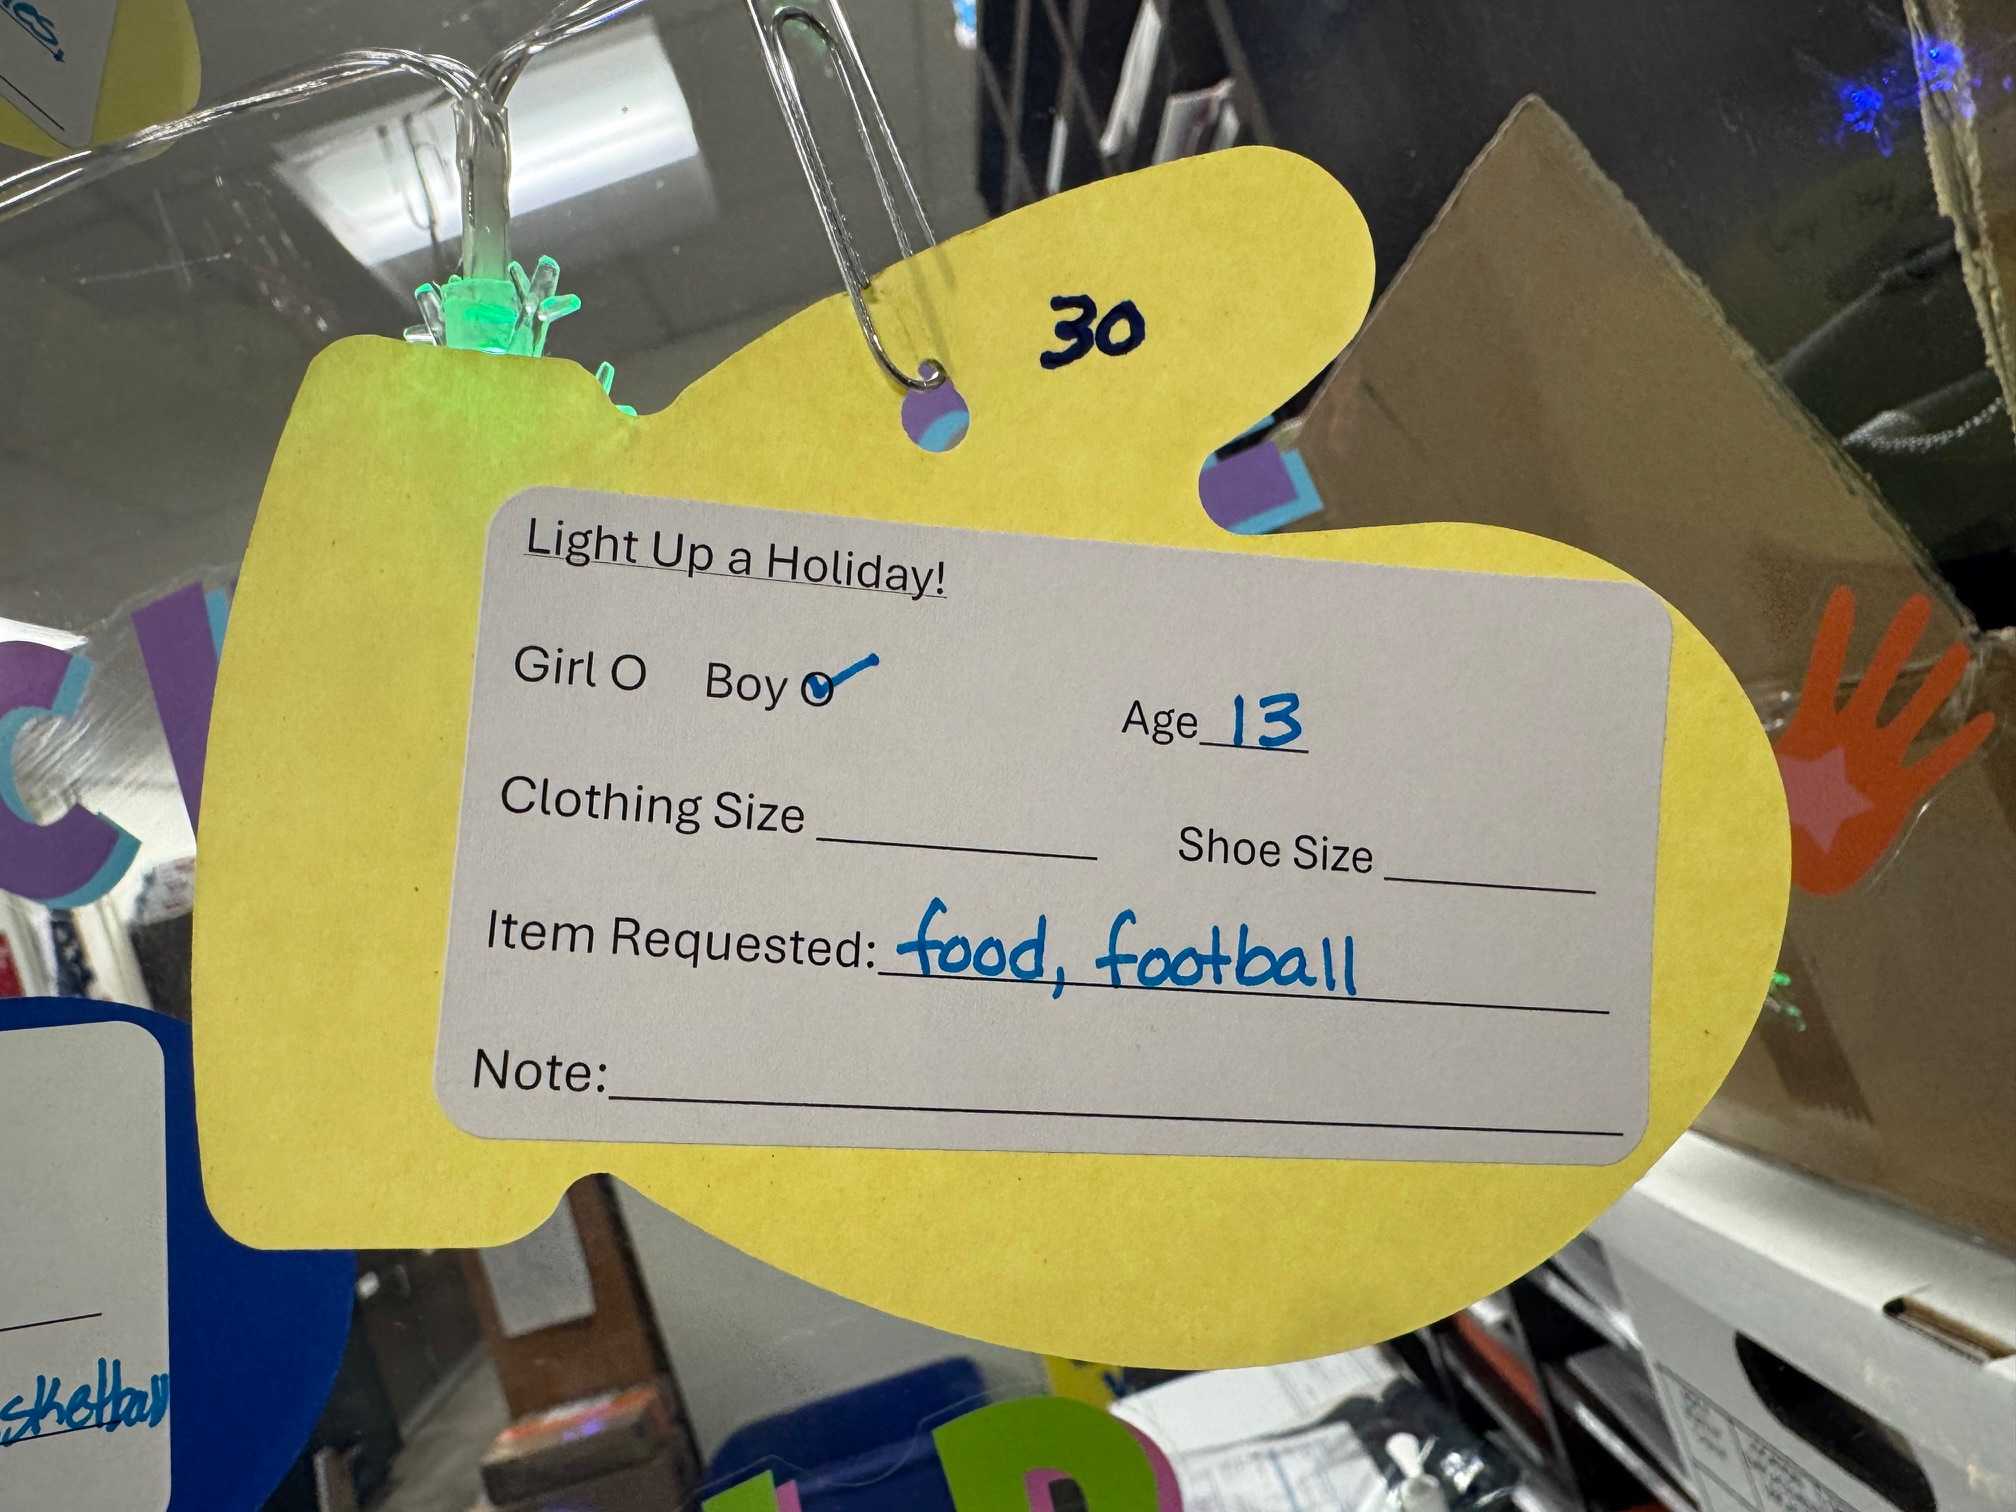 30
Light Up a Holiday!
Girl O Boy O Age 13
Clothing Size Shoe Size
Item Requested: food, football
Note: